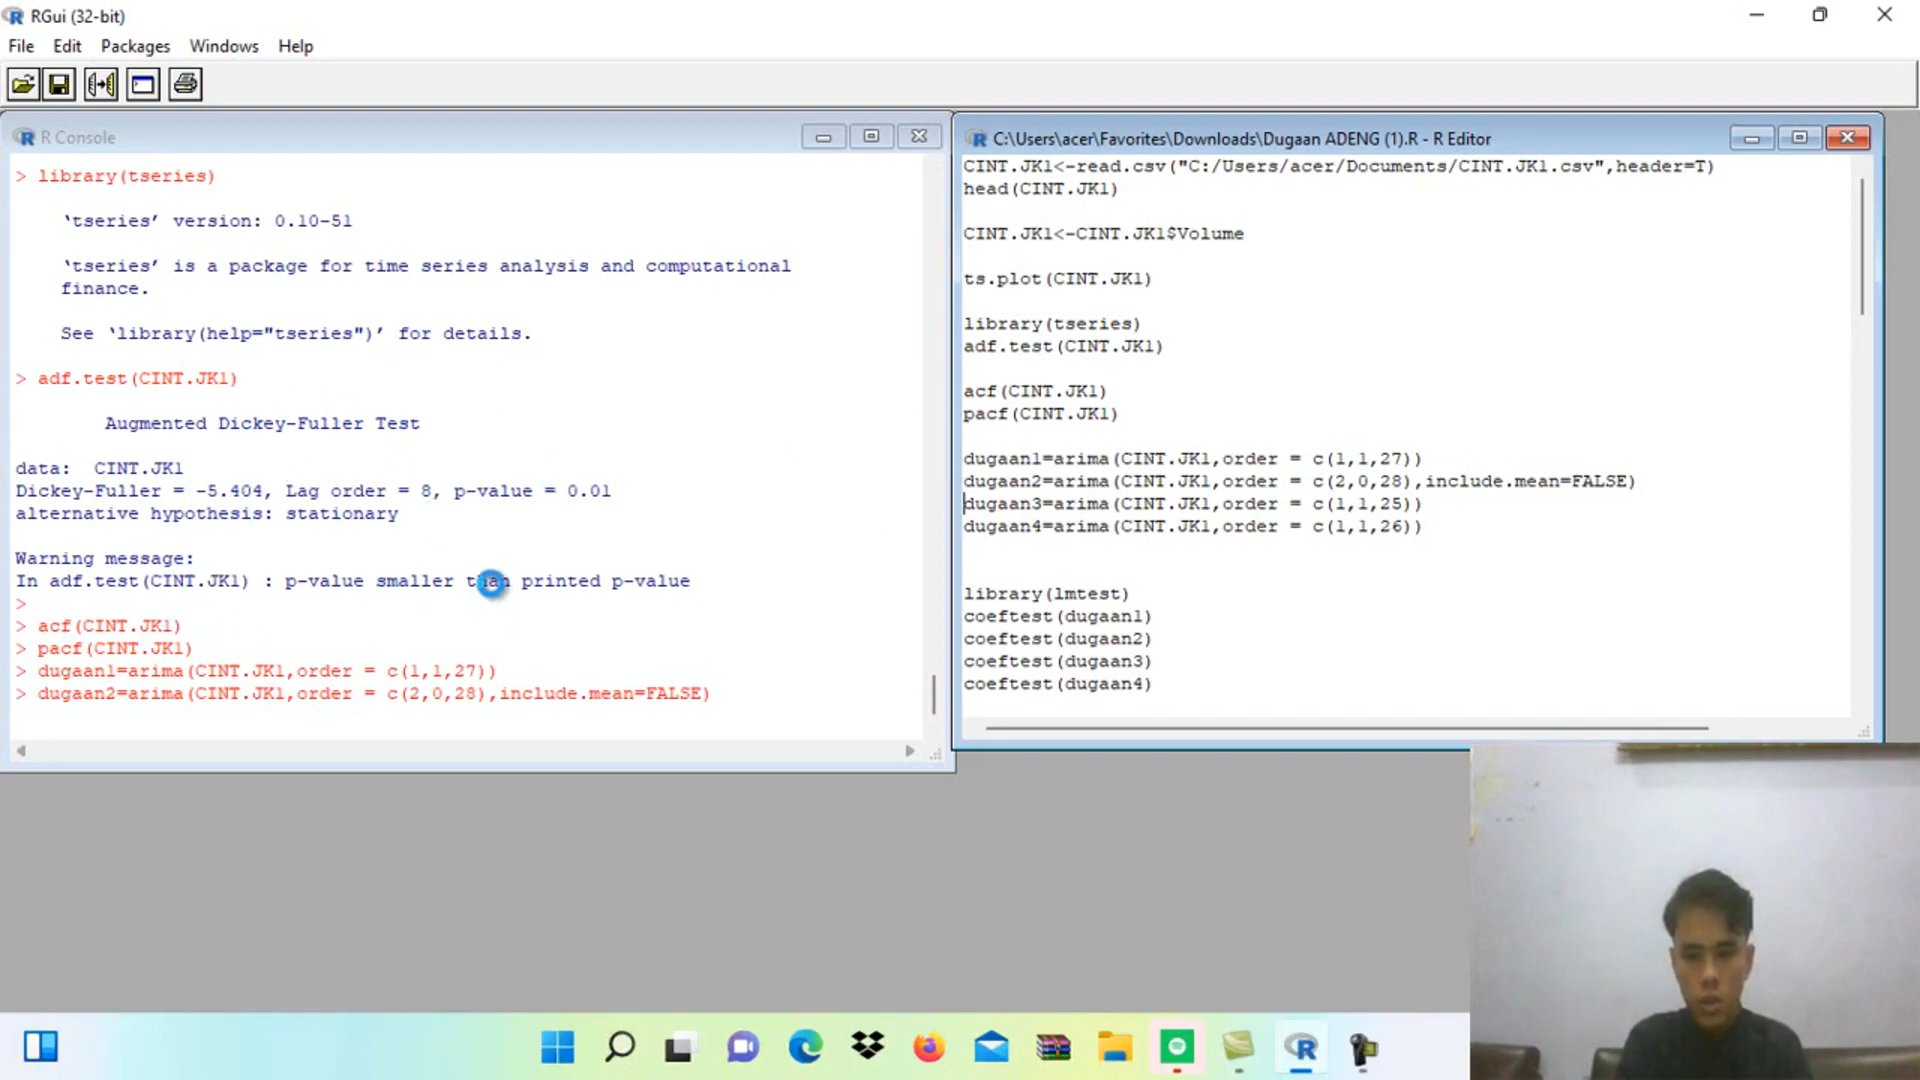 RGui (32-bit)
File Edit Packages Windows Help
R Console
> library(tseries)
‘tseries’ version: 0.10-51
‘tseries’ is a package for time series analysis and computational
finance.
See ‘library(help="tseries")’ for details.
> adf.test(CINT.JK1)
Augmented Dickey-Fuller Test
data:  CINT.JK1
Dickey-Fuller = -5.404, Lag order = 8, p-value = 0.01
alternative hypothesis: stationary
Warning message:
In adf.test(CINT.JK1) : p-value smaller than printed p-value
>
> acf(CINT.JK1)
> pacf(CINT.JK1)
> dugaan1=arima(CINT.JK1,order = c(1,1,27))
> dugaan2=arima(CINT.JK1,order = c(2,0,28),include.mean=FALSE)
C:\Users\acer\Favorites\Downloads\Dugaan ADENG (1).R - R Editor
CINT.JK1<-read.csv("C:/Users/acer/Documents/CINT.JK1.csv",header=T)
head(CINT.JK1)
CINT.JK1<-CINT.JK1$Volume
ts.plot(CINT.JK1)
library(tseries)
adf.test(CINT.JK1)
acf(CINT.JK1)
pacf(CINT.JK1)
dugaan1=arima(CINT.JK1,order = c(1,1,27))
dugaan2=arima(CINT.JK1,order = c(2,0,28),include.mean=FALSE)
dugaan3=arima(CINT.JK1,order = c(1,1,25))
dugaan4=arima(CINT.JK1,order = c(1,1,26))
library(lmtest)
coeftest(dugaan1)
coeftest(dugaan2)
coeftest(dugaan3)
coeftest(dugaan4)